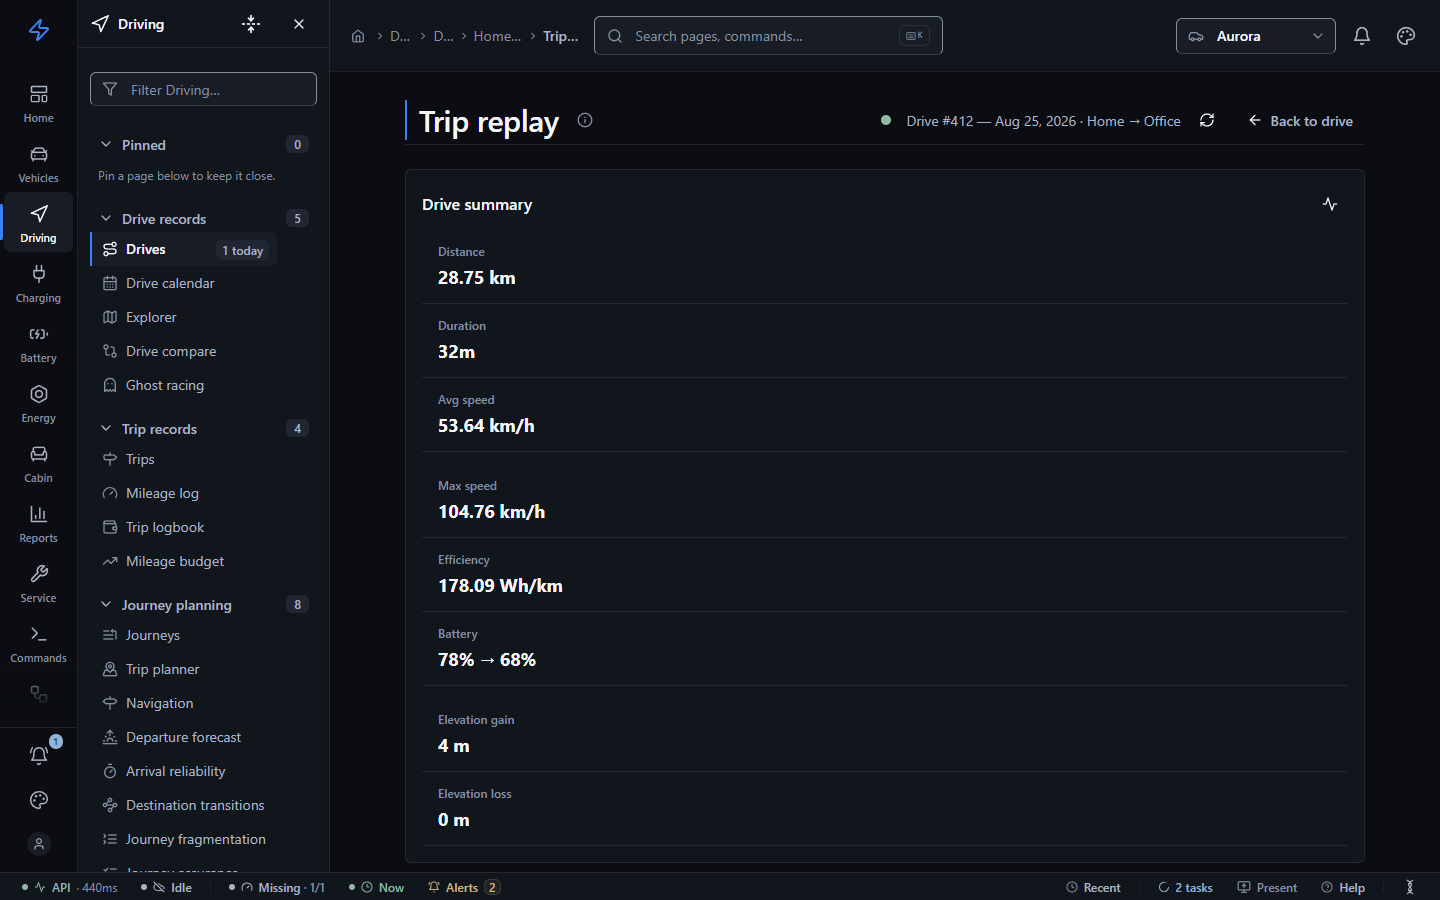 Home
Vehicles
Driving
Charging
Battery
Energy
Cabin
Reports
Service
Commands
1
Driving
Filter Driving...
Pinned 0
Pin a page below to keep it close.
Drive records 5
Drives 1 today
Drive calendar
Explorer
Drive compare
Ghost racing
Trip records 4
Trips
Mileage log
Trip logbook
Mileage budget
Journey planning 8
Journeys
Trip planner
Navigation
Departure forecast
Arrival reliability
Destination transitions
Journey fragmentation
D... > D... > Home... > Trip...
Search pages, commands... K
Aurora
Trip replay
Drive #412 — Aug 25, 2026 · Home → Office
Back to drive
Drive summary
Distance
28.75 km
Duration
32m
Avg speed
53.64 km/h
Max speed
104.76 km/h
Efficiency
178.09 Wh/km
Battery
78% → 68%
Elevation gain
4 m
Elevation loss
0 m
API · 440ms
Idle
Missing · 1/1
Now
Alerts 2
Recent
2 tasks
Present
Help